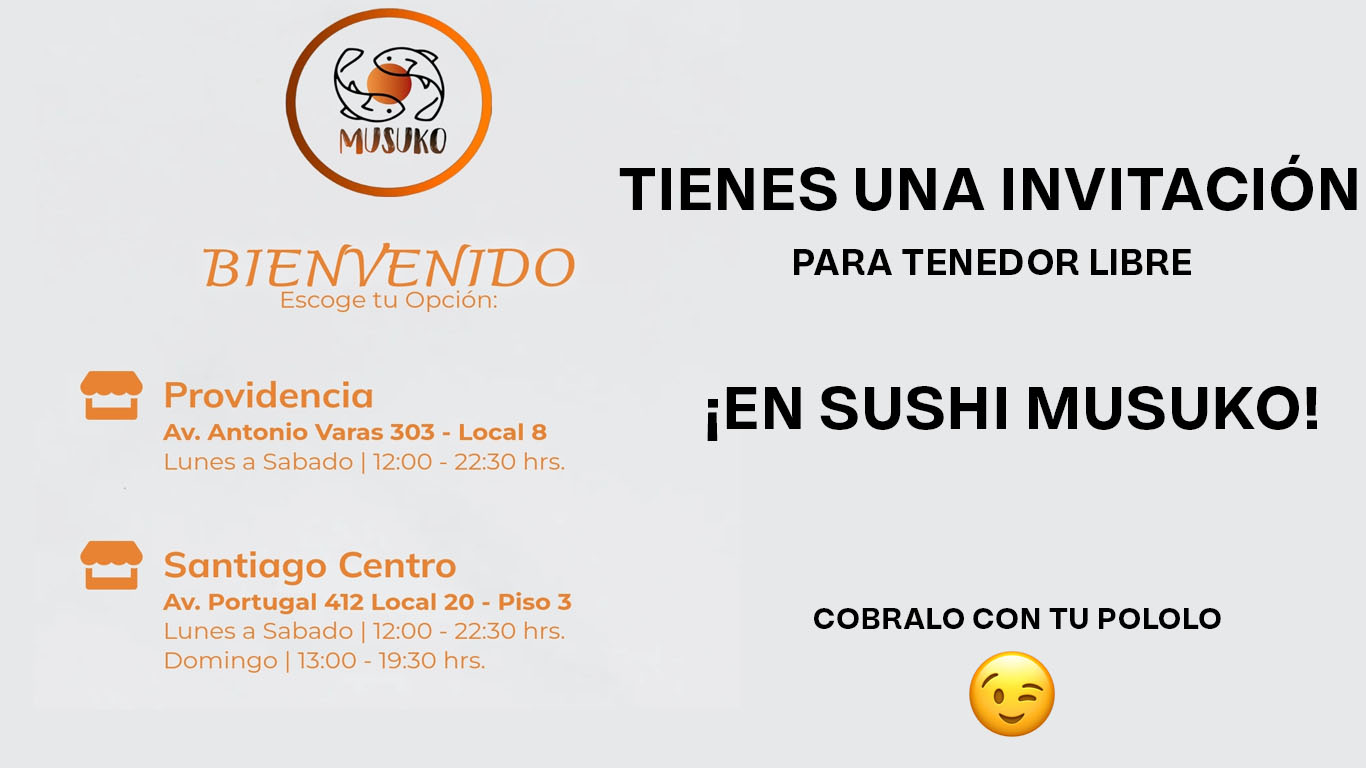 MUSUKO
BIENVENIDO
Escoge tu Opción:
Providencia
Av. Antonio Varas 303 - Local 8
Lunes a Sabado | 12:00 - 22:30 hrs.
Santiago Centro
Av. Portugal 412 Local 20 - Piso 3
Lunes a Sabado | 12:00 - 22:30 hrs.
Domingo | 13:00 - 19:30 hrs.
TIENES UNA INVITACIÓN
PARA TENEDOR LIBRE
¡EN SUSHI MUSUKO!
COBRALO CON TU POLOLO